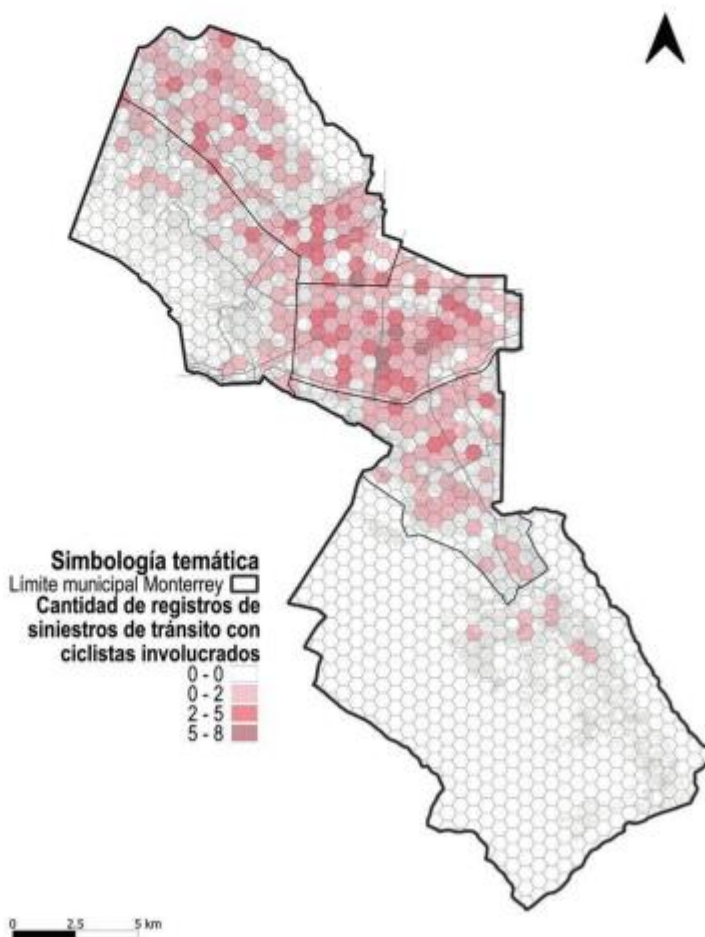 Simbología temática
Límite municipal Monterrey
Cantidad de registros de
siniestros de tránsito con
ciclistas involucrados
0 - 0
0 - 2
2 - 5
5 - 8
0 2.5 5 km